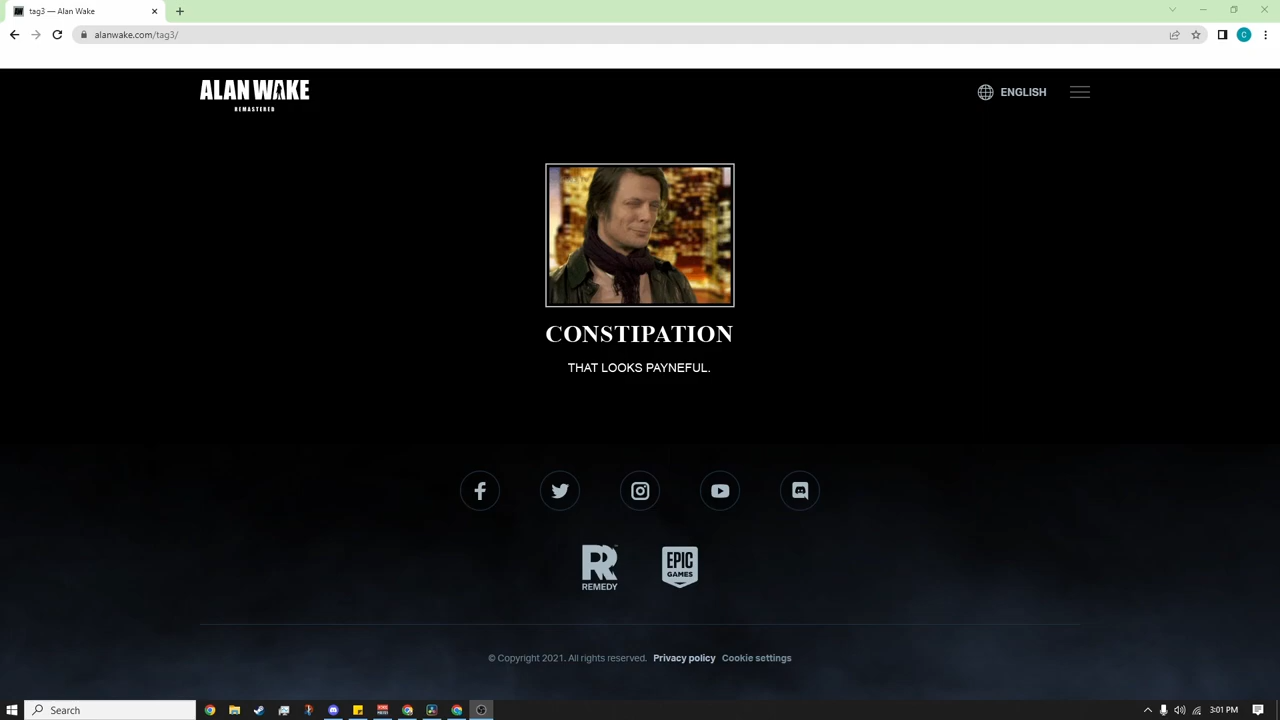 tag3 — Alan Wake
alanwake.com/tag3/
C
ALAN WAKE
REMASTERED
ENGLISH
CONSTIPATION
THAT LOOKS PAYNEFUL.
REMEDY
EPIC
GAMES
© Copyright 2021. All rights reserved. Privacy policy Cookie settings
Search
3:01 PM